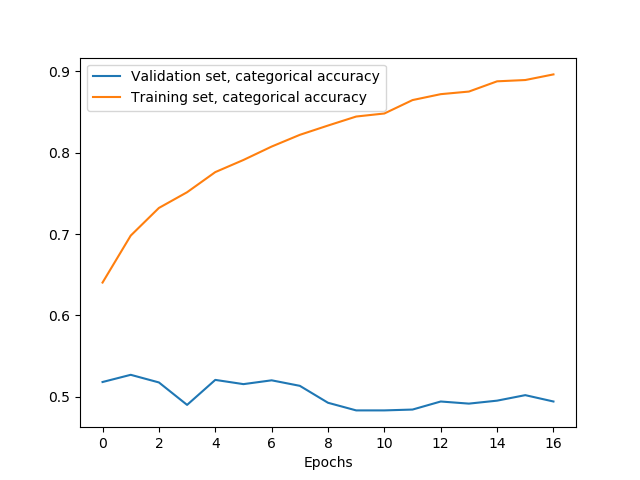 Validation set, categorical accuracy
Training set, categorical accuracy
0.9
0.8
0.7
0.6
0.5
0 2 4 6 8 10 12 14 16
Epochs